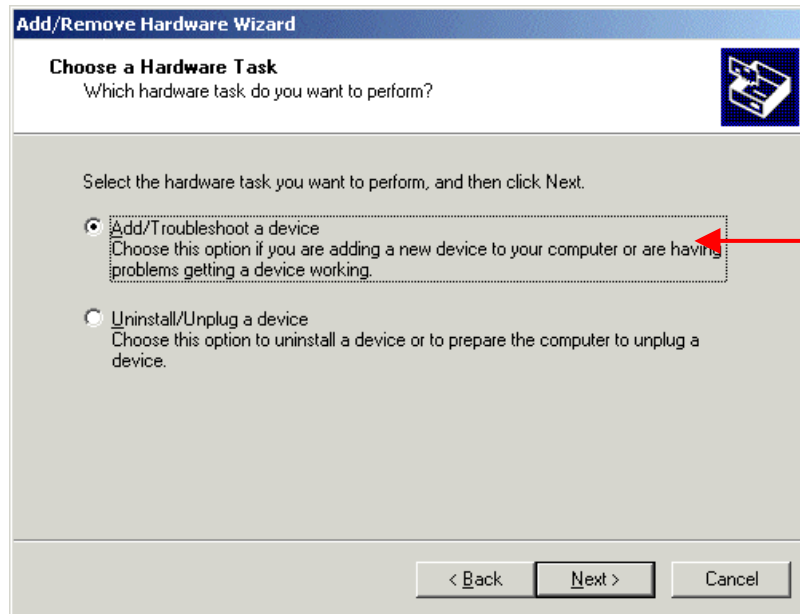 Add/Remove Hardware Wizard
Choose a Hardware Task
Which hardware task do you want to perform?
Select the hardware task you want to perform, and then click Next.
Add/Troubleshoot a device
Choose this option if you are adding a new device to your computer or are having
problems getting a device working.
Uninstall/Unplug a device
Choose this option to uninstall a device or to prepare the computer to unplug a
device.
< Back Next > Cancel